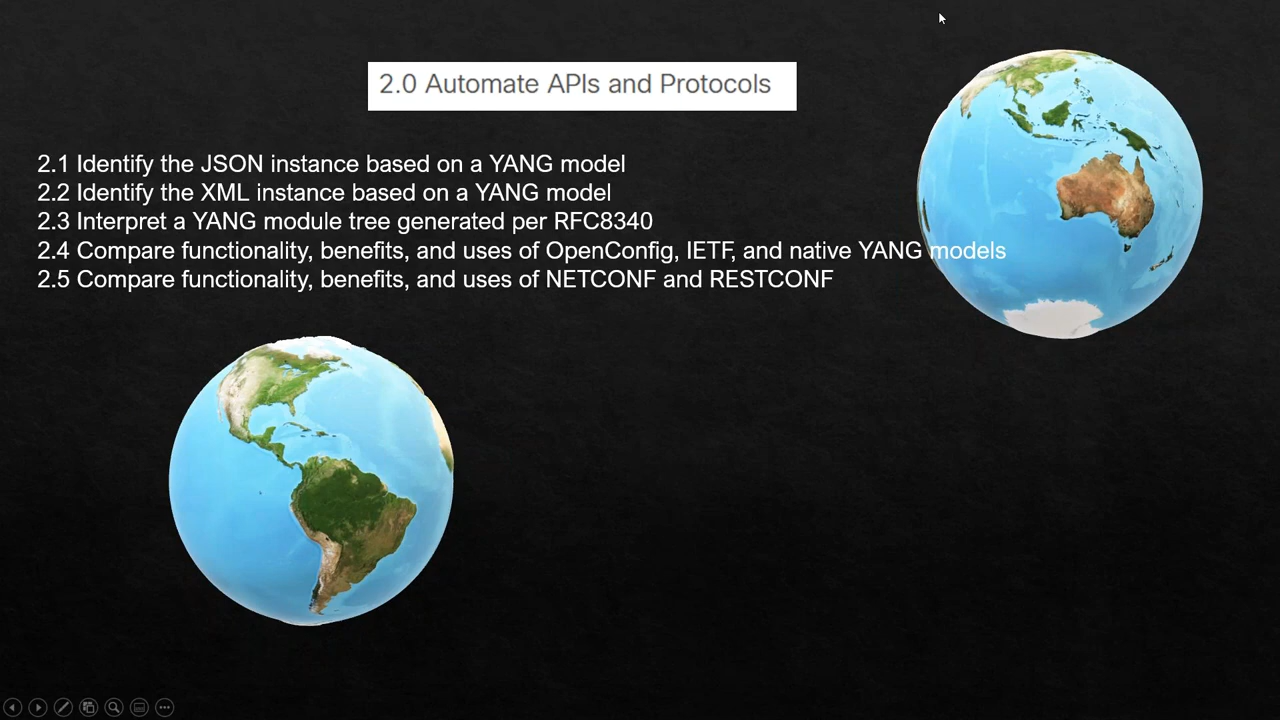 2.0 Automate APIs and Protocols
2.1 Identify the JSON instance based on a YANG model
2.2 Identify the XML instance based on a YANG model
2.3 Interpret a YANG module tree generated per RFC8340
2.4 Compare functionality, benefits, and uses of OpenConfig, IETF, and native YANG models
2.5 Compare functionality, benefits, and uses of NETCONF and RESTCONF